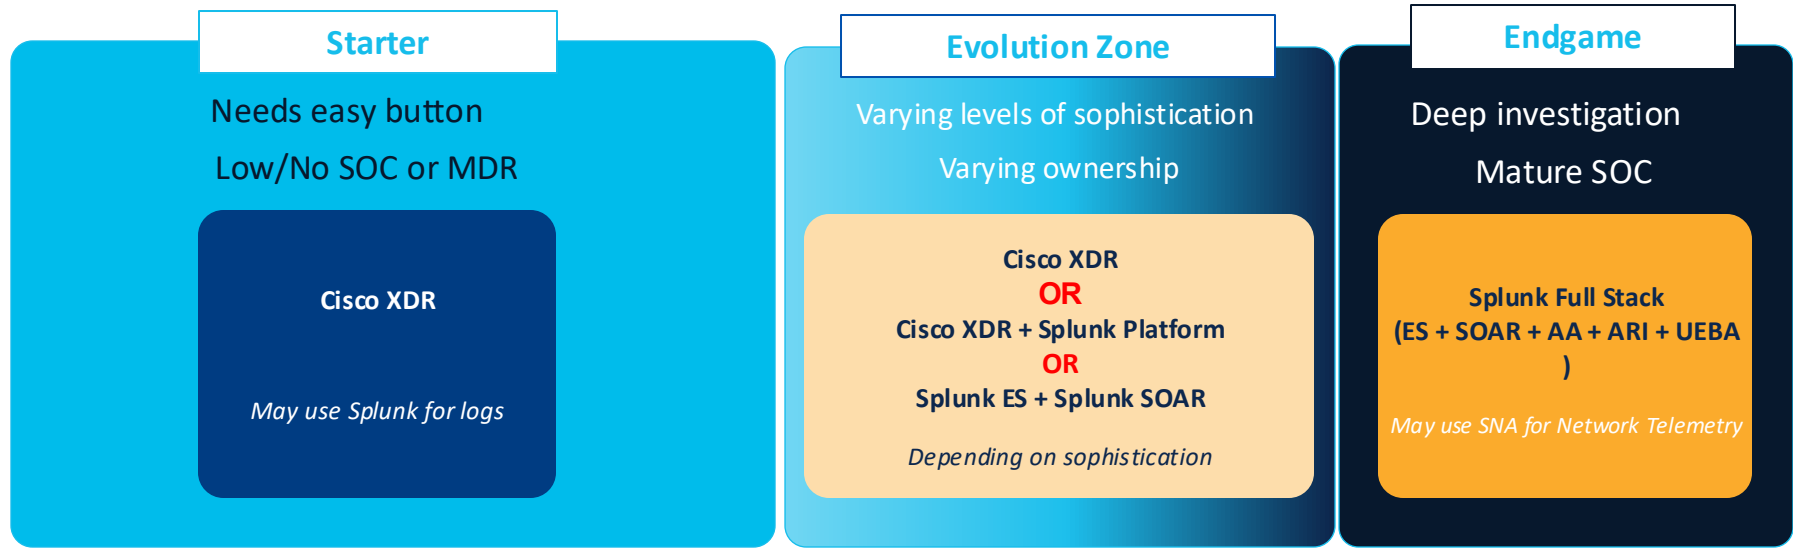 Starter
Needs easy button
Low/No SOC or MDR
Cisco XDR
May use Splunk for logs
Evolution Zone
Varying levels of sophistication
Varying ownership
Cisco XDR
OR
Cisco XDR + Splunk Platform
OR
Splunk ES + Splunk SOAR
Depending on sophistication
Endgame
Deep investigation
Mature SOC
Splunk Full Stack
(ES + SOAR + AA + ARI + UEBA
)
May use SNA for Network Telemetry